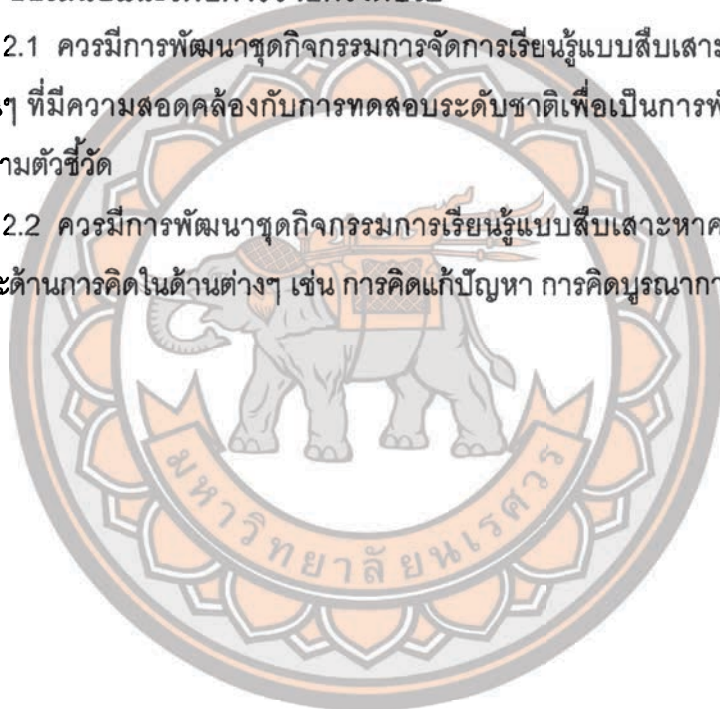 2.1 ควรมีการพัฒนาชุดกิจกรรมการจัดการเรียนรู้แบบสืบเสาะ
นๆ ที่มีความสอดคล้องกับการทดสอบระดับชาติเพื่อเป็นการพั
ามตัวชี้วัด
2.2 ควรมีการพัฒนาชุดกิจกรรมการเรียนรู้แบบสืบเสาะหาค
ะด้านการคิดในด้านต่างๆ เช่น การคิดแก้ปัญหา การคิดบูรณากา
มหาวิทยาลัยนเรศวร